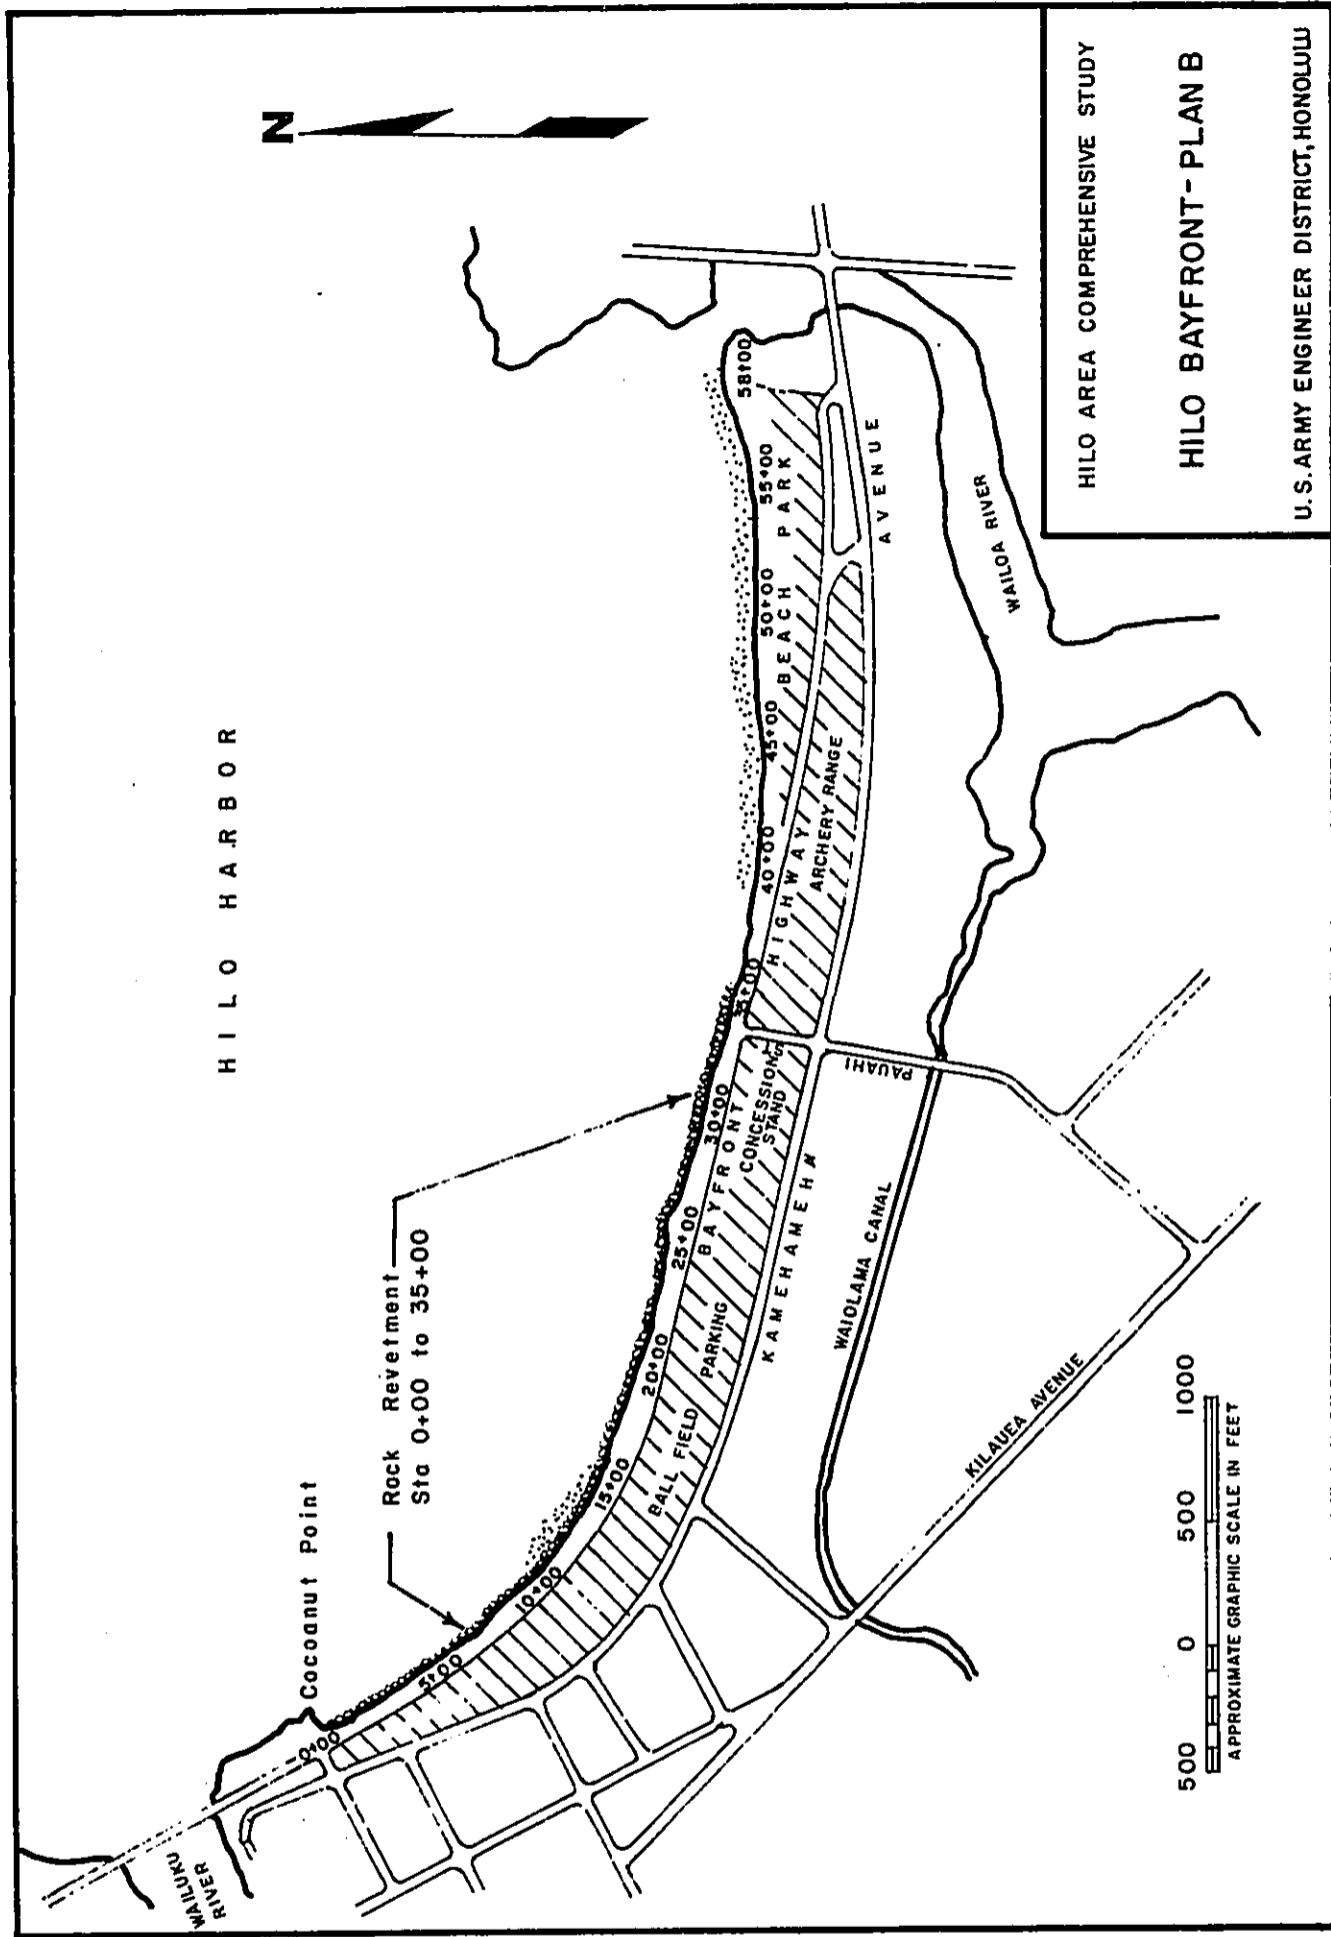 HILO HARBOR
N
Cocoanut Point
Rock Revetment
Sta 0+00 to 35+00
WAILUKU
RIVER
0+00
5+00
10+00
15+00
20+00
25+00
30+00
35+00
40+00
45+00
50+00
55+00
58+00
BEACH PARK
BAYFRONT HIGHWAY
BALL FIELD
PARKING
CONCESSION
STAND
ARCHERY RANGE
KAMEHAMEHA AVENUE
PAUAHI ST
WAIOLAMA CANAL
WAILOA RIVER
KILAUEA AVENUE
500 0 500 1000
APPROXIMATE GRAPHIC SCALE IN FEET
HILO AREA COMPREHENSIVE STUDY
HILO BAYFRONT-PLAN B
U.S. ARMY ENGINEER DISTRICT, HONOLULU